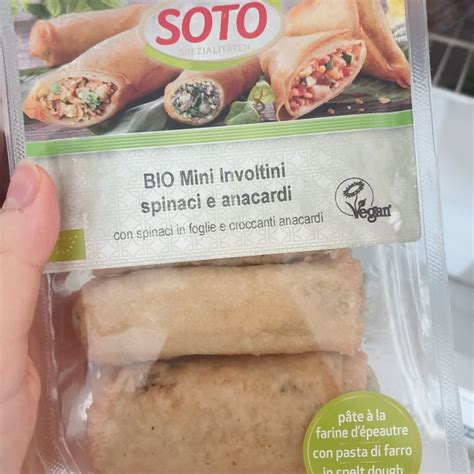 SOTO
SPEZIALITÄTEN
BIO Mini Involtini
spinaci e anacardi
con spinaci in foglie e croccanti anacardi
Vegan
pâte à la
farine d'épeautre
con pasta di farro
in spelt dough